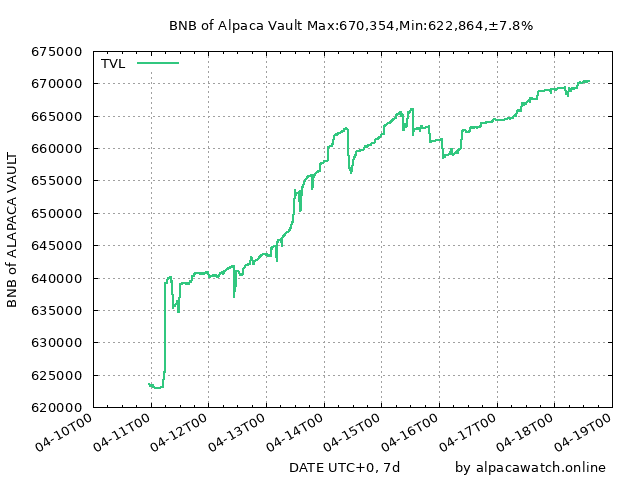 BNB of Alpaca Vault Max:670,354,Min:622,864,±7.8%
TVL
BNB of ALAPACA VAULT
675000
670000
665000
660000
655000
650000
645000
640000
635000
630000
625000
620000
04-10T00
04-11T00
04-12T00
04-13T00
04-14T00
04-15T00
04-16T00
04-17T00
04-18T00
04-19T00
DATE UTC+0, 7d
by alpacawatch.online